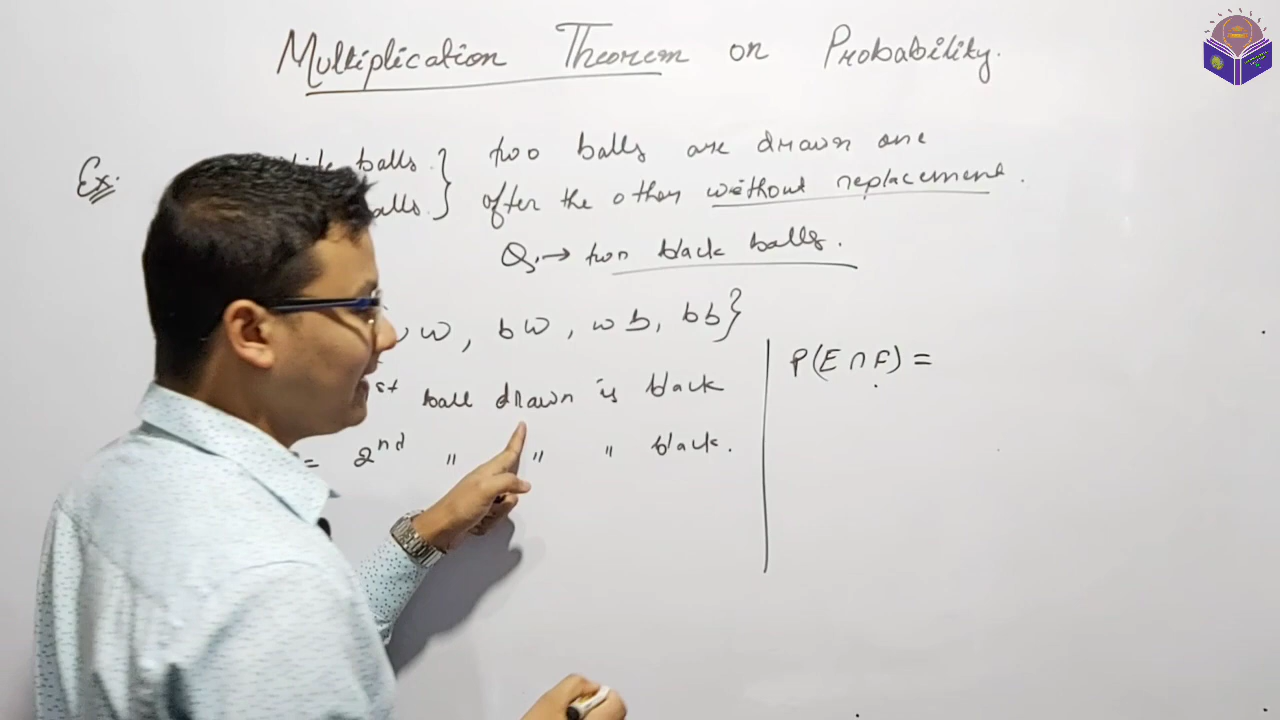 Multiplication Theorem on Probability.
Ex: balls. } two balls are drawn one
after the other without replacement.
Q. → two black balls.
w, bw, wb, bb}
st ball drawn is black
= 2nd " " " black.
P(E ∩ F) =